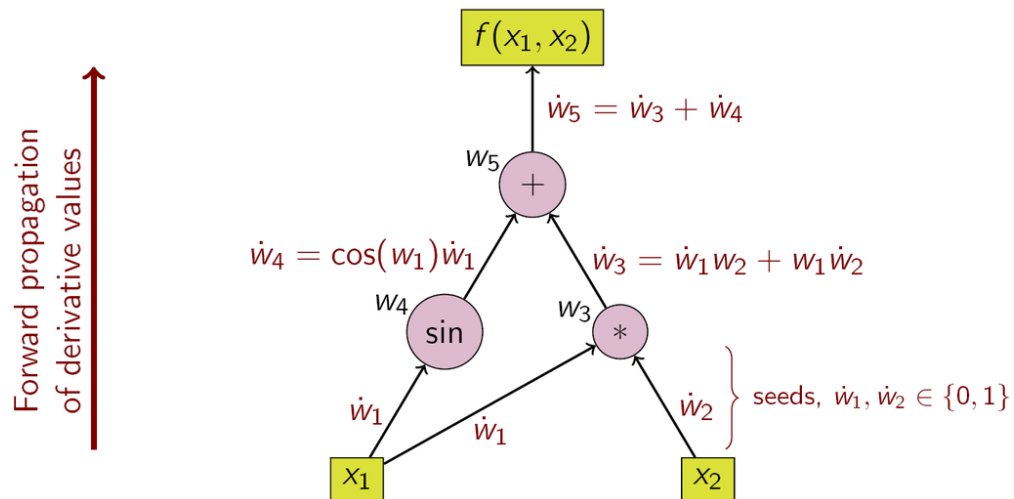 f(x₁, x₂)
ẇ₅ = ẇ₃ + ẇ₄
w₅
+
ẇ₄ = cos(w₁)ẇ₁
ẇ₃ = ẇ₁w₂ + w₁ẇ₂
w₄
sin
w₃
*
ẇ₁
ẇ₁
ẇ₂
seeds, ẇ₁, ẇ₂ ∈ {0, 1}
x₁
x₂
Forward propagation
of derivative values